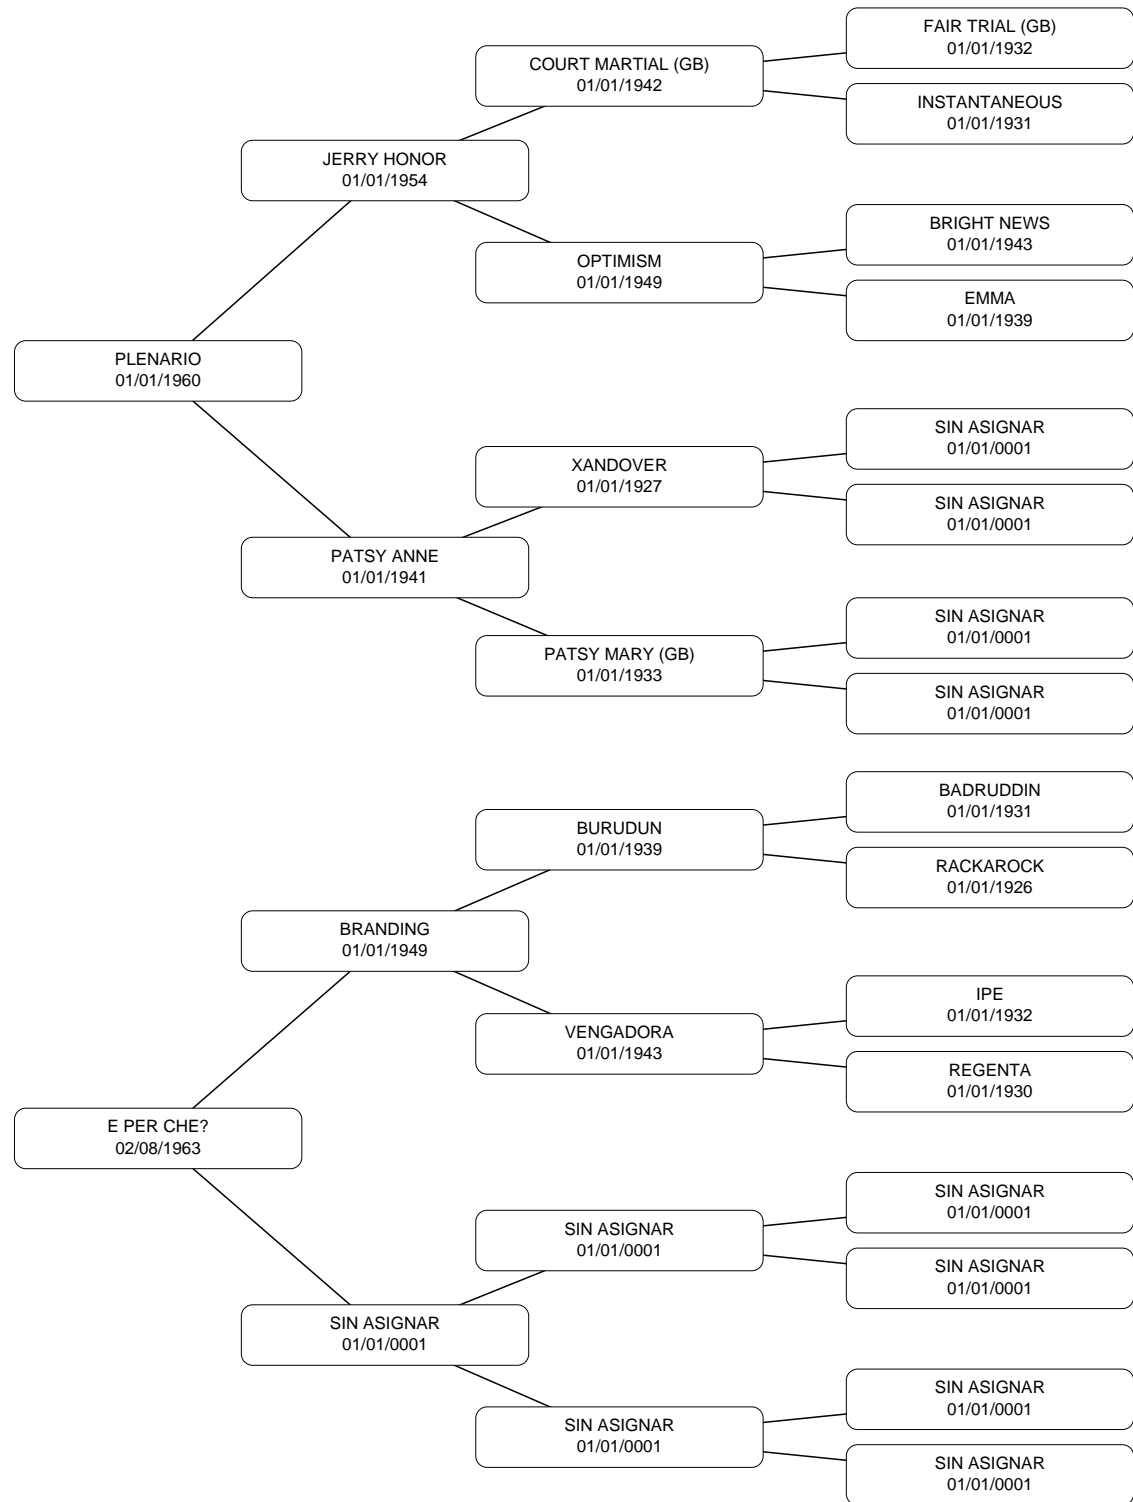 FAIR TRIAL (GB)
01/01/1932
COURT MARTIAL (GB)
01/01/1942
INSTANTANEOUS
01/01/1931
JERRY HONOR
01/01/1954
BRIGHT NEWS
01/01/1943
OPTIMISM
01/01/1949
EMMA
01/01/1939
PLENARIO
01/01/1960
SIN ASIGNAR
01/01/0001
XANDOVER
01/01/1927
SIN ASIGNAR
01/01/0001
PATSY ANNE
01/01/1941
SIN ASIGNAR
01/01/0001
PATSY MARY (GB)
01/01/1933
SIN ASIGNAR
01/01/0001
BADRUDDIN
01/01/1931
BURUDUN
01/01/1939
RACKAROCK
01/01/1926
BRANDING
01/01/1949
IPE
01/01/1932
VENGADORA
01/01/1943
REGENTA
01/01/1930
E PER CHE?
02/08/1963
SIN ASIGNAR
01/01/0001
SIN ASIGNAR
01/01/0001
SIN ASIGNAR
01/01/0001
SIN ASIGNAR
01/01/0001
SIN ASIGNAR
01/01/0001
SIN ASIGNAR
01/01/0001
SIN ASIGNAR
01/01/0001